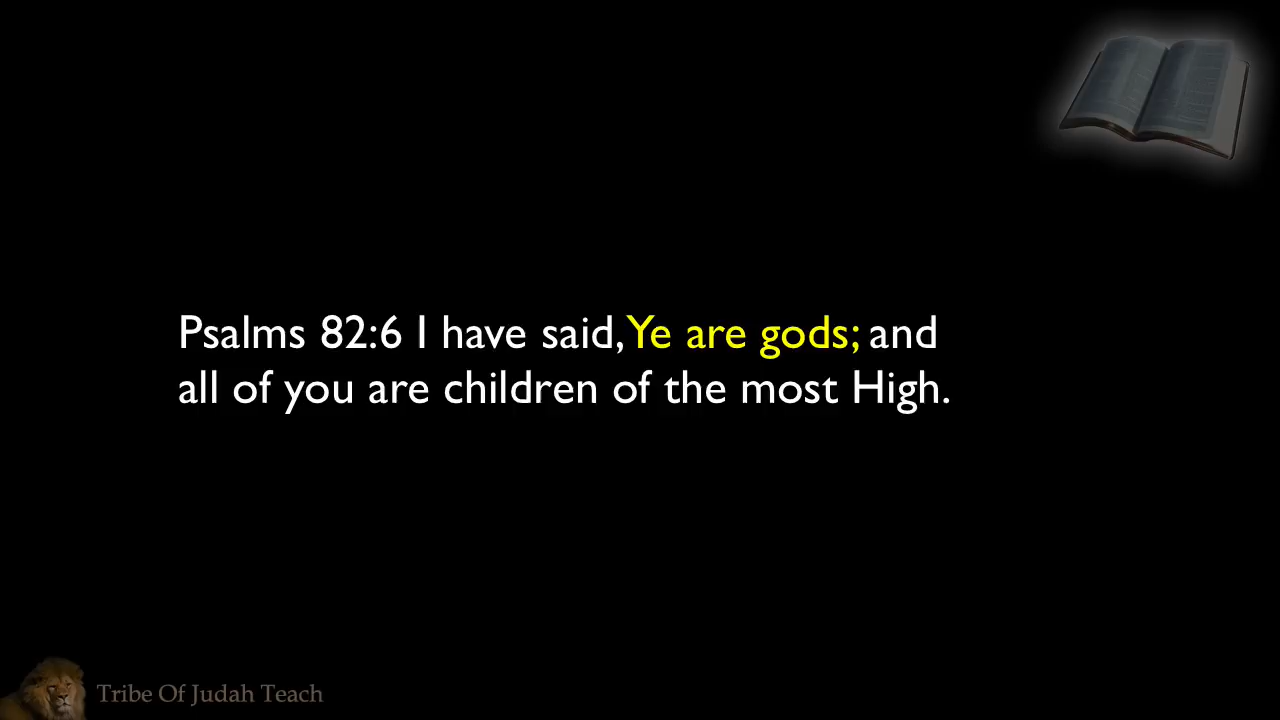 Psalms 82:6 I have said, Ye are gods; and
all of you are children of the most High.
Tribe Of Judah Teach